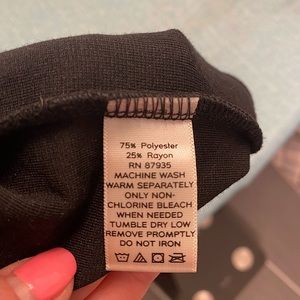 75% Polyester
25% Rayon
RN 87935
MACHINE WASH
WARM SEPARATELY
ONLY NON-
CHLORINE BLEACH
WHEN NEEDED
TUMBLE DRY LOW
REMOVE PROMPTLY
DO NOT IRON